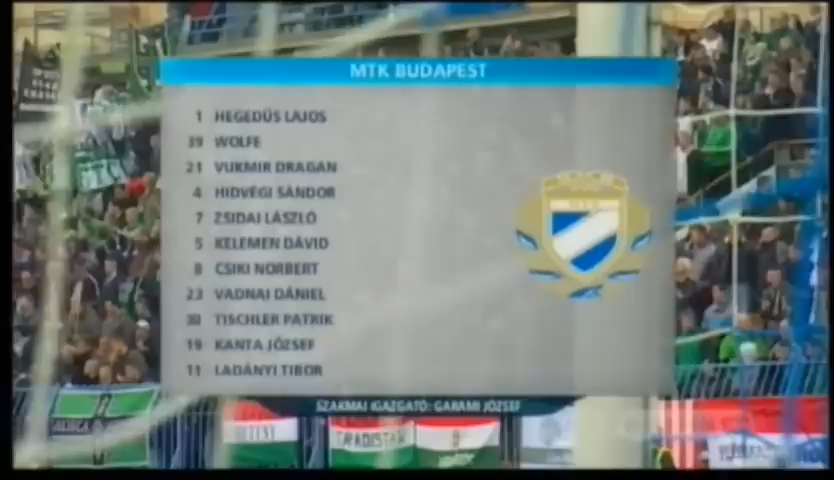 MTK BUDAPEST
1 HEGEDŰS LAJOS
39 WOLFE
21 VUKMIR DRAGAN
4 HIDVÉGI SÁNDOR
7 ZSIDAI LÁSZLÓ
5 KELEMEN DÁVID
8 CSIKI NORBERT
23 VADNAI DÁNIEL
30 TISCHLER PATRIK
19 KANTA JÓZSEF
11 LADÁNYI TIBOR
MTK
SZAKMAI IGAZGATÓ: GARAMI JÓZSEF